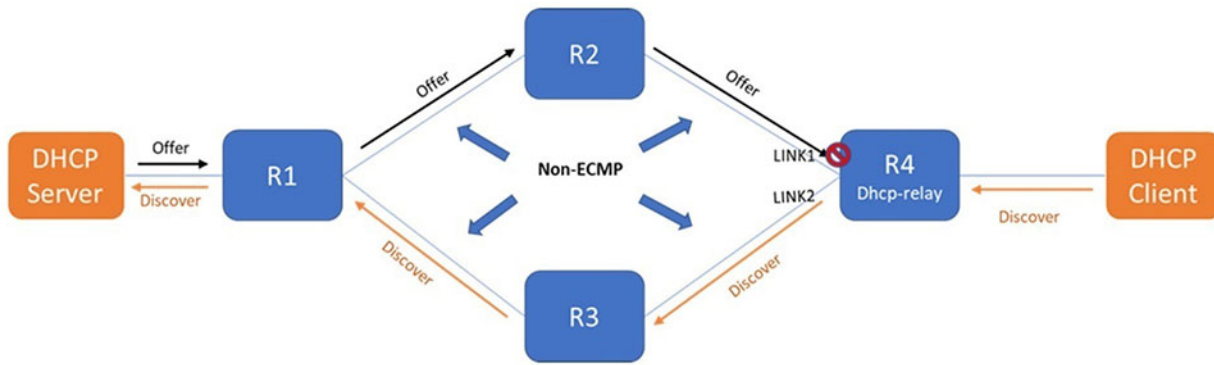 R2
Offer
Offer
Offer
DHCP
Server
R1
Non-ECMP
LINK1
R4
Dhcp-relay
DHCP
Client
Discover
LINK2
Discover
Discover
Discover
R3